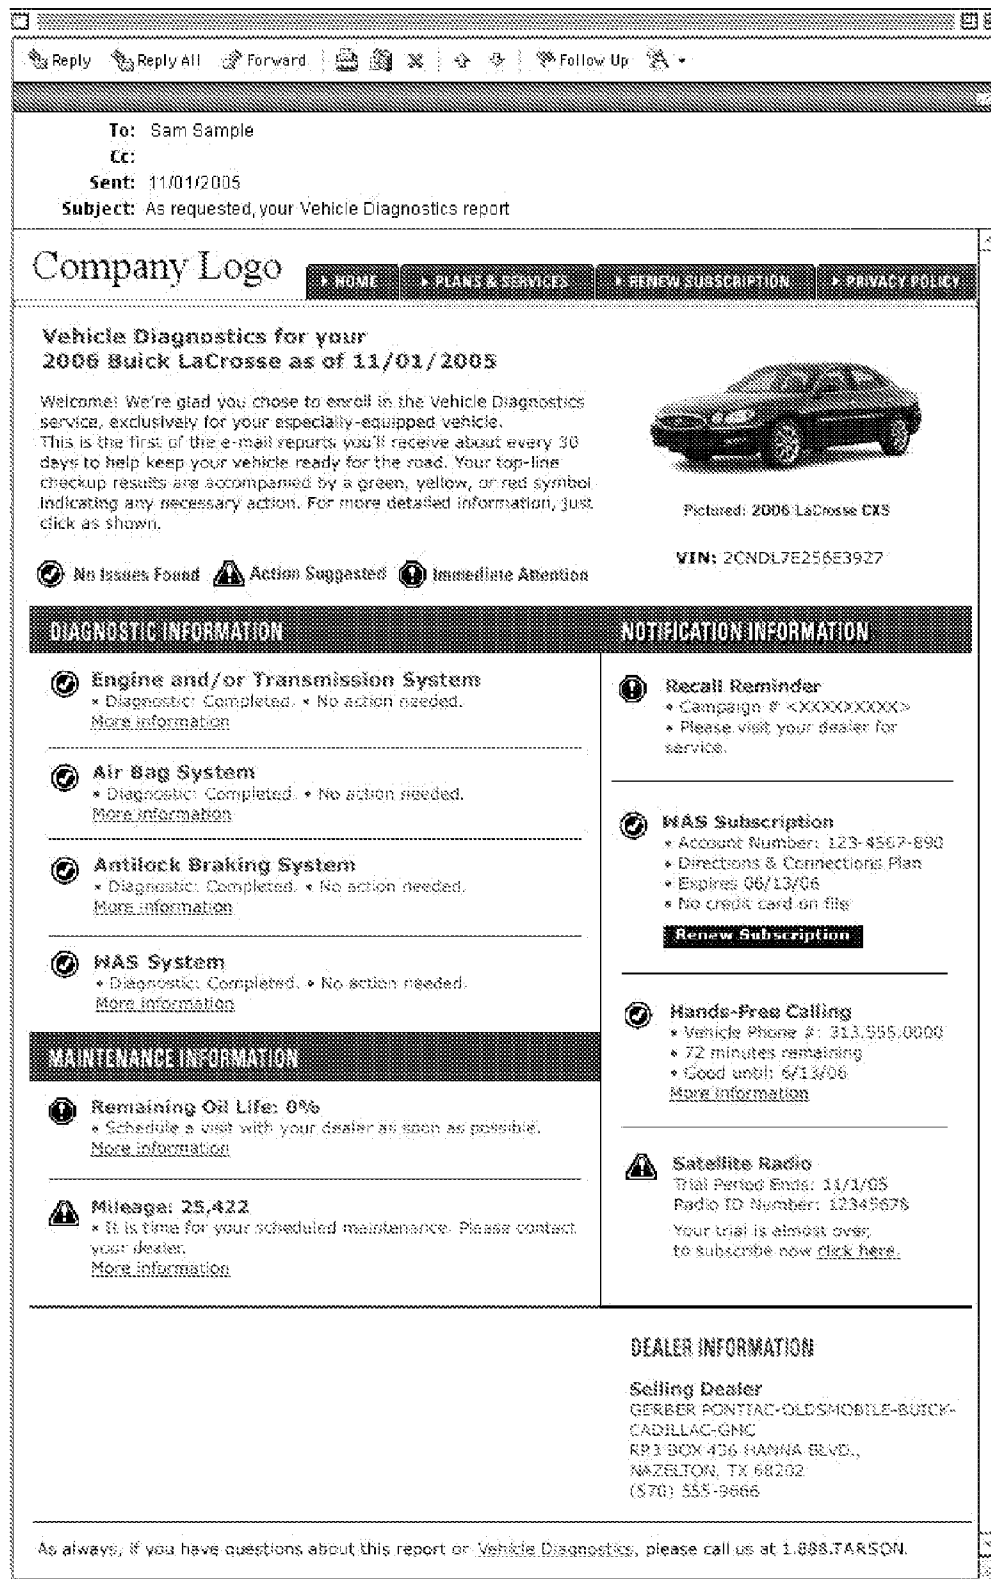 Reply Reply All Forward Follow Up
To: Sam Sample
Cc:
Sent: 11/01/2005
Subject: As requested, your Vehicle Diagnostics report
Company Logo
HOME PLANS & SERVICES RENEW SUBSCRIPTION PRIVACY POLICY
Vehicle Diagnostics for your
2006 Buick LaCrosse as of 11/01/2005
Welcome! We're glad you chose to enroll in the Vehicle Diagnostics
service, exclusively for your especially-equipped vehicle.
This is the first of the e-mail reports you'll receive about every 30
days to help keep your vehicle ready for the road. Your top-line
checkup results are accompanied by a green, yellow, or red symbol
indicating any necessary action. For more detailed information, just
click as shown.
Pictured: 2006 LaCrosse CXS
VIN: 2CNDL7E256E3927
No Issues Found Action Suggested Immediate Attention
DIAGNOSTIC INFORMATION
Engine and/or Transmission System
• Diagnostic: Completed. • No action needed.
More information
Air Bag System
• Diagnostic: Completed. • No action needed.
More information
Antilock Braking System
• Diagnostic: Completed. • No action needed.
More information
WAS System
• Diagnostic: Completed. • No action needed.
More information
MAINTENANCE INFORMATION
Remaining Oil Life: 0%
• Schedule a visit with your dealer as soon as possible.
More information
Mileage: 25,422
• It is time for your scheduled maintenance. Please contact
your dealer.
More information
NOTIFICATION INFORMATION
Recall Reminder
• Campaign # <XXXXXXXXX>
• Please visit your dealer for
service.
WAS Subscription
• Account Number: 123-4567-890
• Directions & Connections Plan
• Expires 06/13/06
• No credit card on file
Renew Subscription
Hands-Free Calling
• Vehicle Phone #: 313.555.0000
• 72 minutes remaining
• Good until: 6/13/06
More information
Satellite Radio
Trial Period Ends: 11/1/05
Radio ID Number: 12345678
Your trial is almost over,
to subscribe now click here.
DEALER INFORMATION
Selling Dealer
GERBER PONTIAC-OLDSMOBILE-BUICK-
CADILLAC-GMC
BOX 436 HANNA BLVD.,
HAZELTON, TX 68202
(570) 555-9666
As always, if you have questions about this report or Vehicle Diagnostics, please call us at 1.888.TARSON.